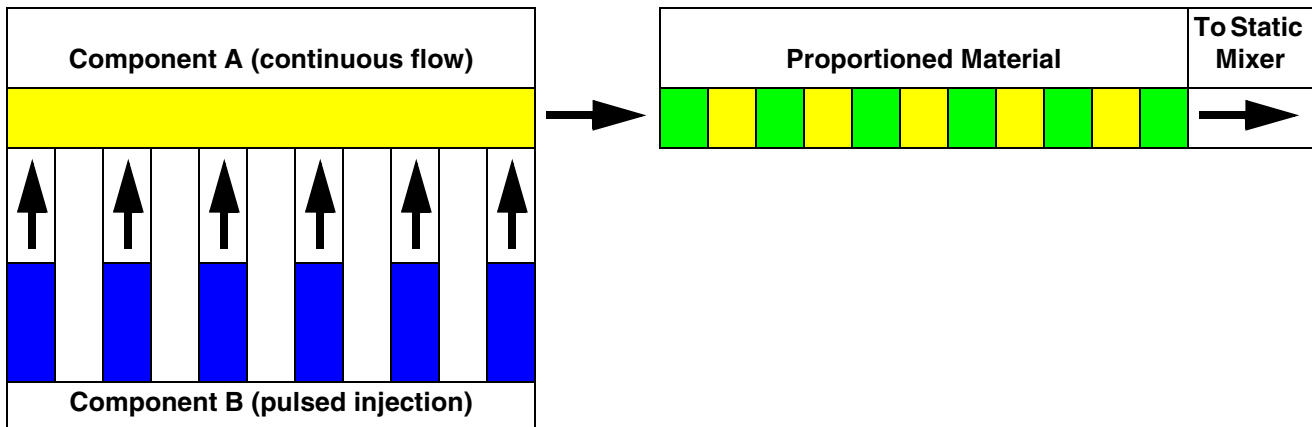 Component A (continuous flow)
Proportioned Material
To Static
Mixer
Component B (pulsed injection)